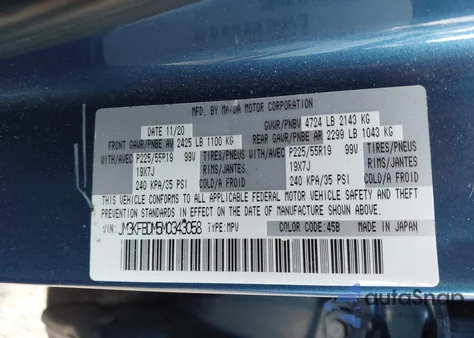 MFD. BY MAZDA MOTOR CORPORATION
DATE 11/20 GVWR/PNBV 4724 LB 2143 KG
FRONT GAWR/PNBE AV 2425 LB 1100 KG REAR GAWR/PNBE AR 2299 LB 1043 KG
WITH/AVEC P225/55R19 99V TIRES/PNEUS WITH/AVEC P225/55R19 99V TIRES/PNEUS
19X7J RIMS/JANTES 19X7J RIMS/JANTES
240 KPA/35 PSI COLD/A FROID 240 KPA/35 PSI COLD/A FROID
THIS VEHICLE CONFORMS TO ALL APPLICABLE FEDERAL MOTOR VEHICLE SAFETY AND THEFT
PREVENTION STANDARDS IN EFFECT ON THE DATE OF MANUFACTURE SHOWN ABOVE.
VIN: JM3KFBDM5M0343058 TYPE:MPV COLOR CODE:45B MADE IN JAPAN
autoSnap